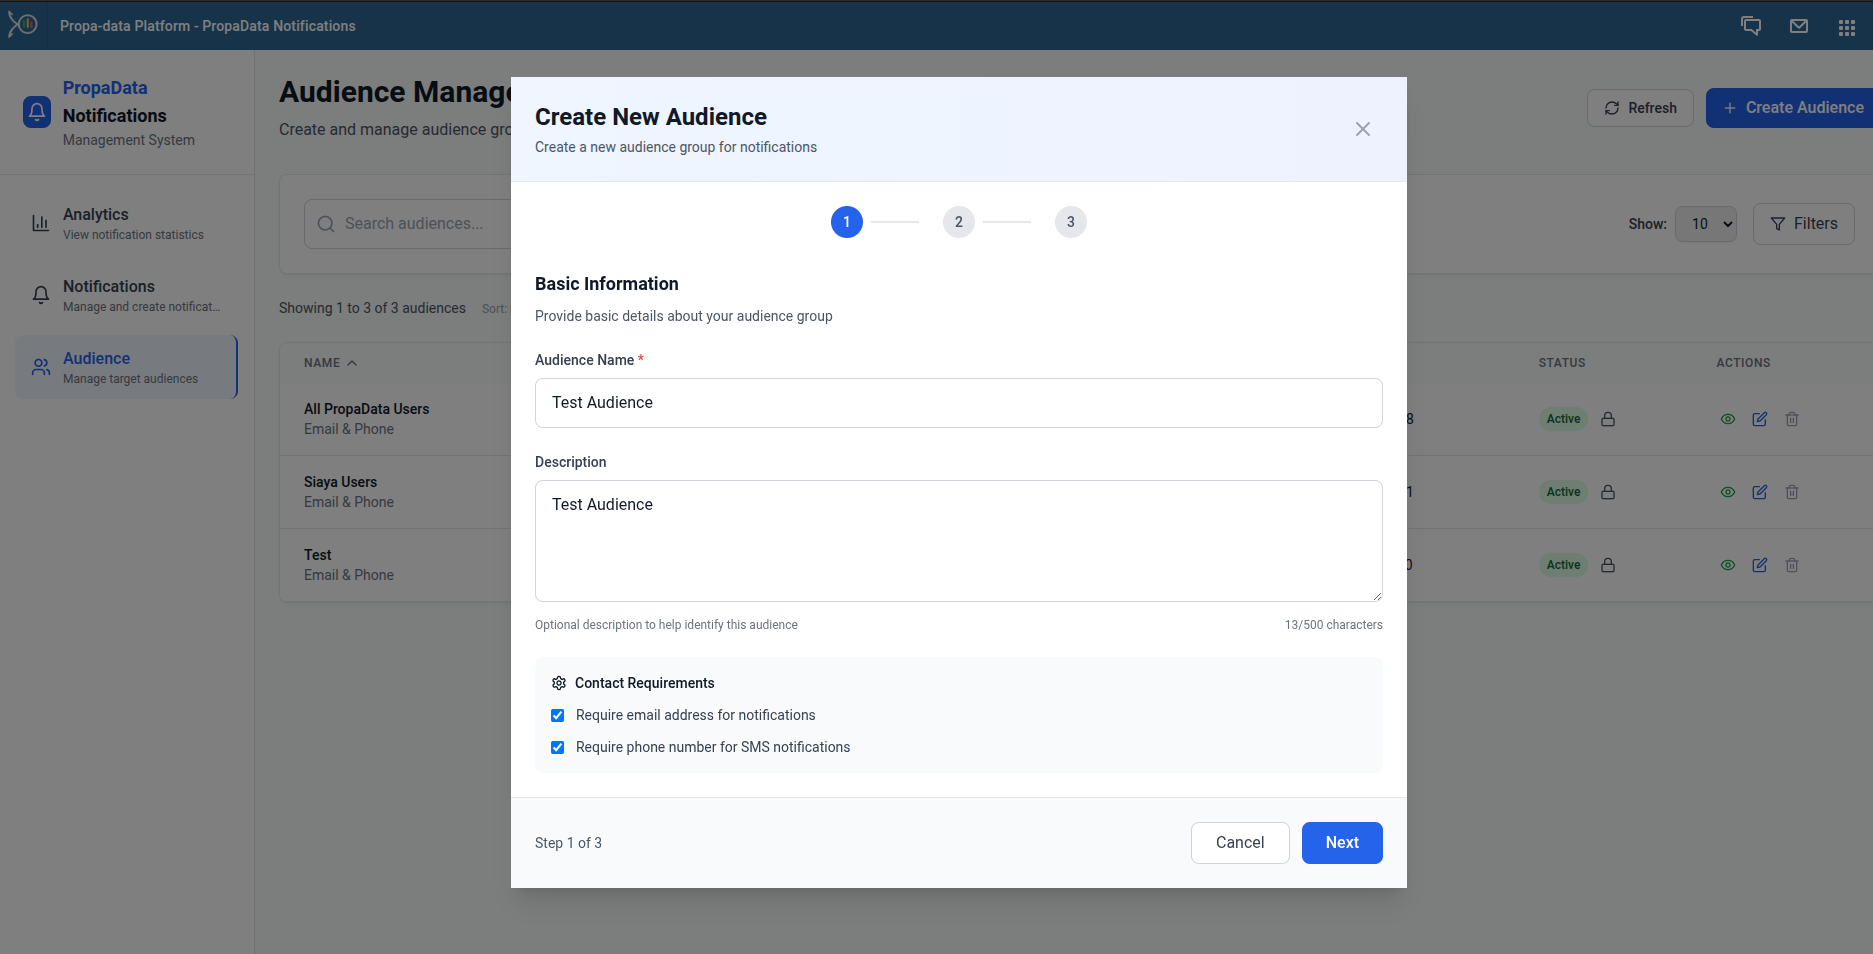 Propa-data Platform - PropaData Notifications
PropaData
Notifications
Management System
Analytics
View notification statistics
Notifications
Manage and create notificat...
Audience
Manage target audiences
Audience
Create and manage audience
Refresh
+ Create Audience
Search audiences...
Show:
10
Filters
Showing 1 to 3 of 3 audiences
Sort:
NAME
STATUS
ACTIONS
All PropaData Users
Email & Phone
8
Active
Siaya Users
Email & Phone
1
Active
Test
Email & Phone
Active
Create New Audience
Create a new audience group for notifications
1
2
3
Basic Information
Provide basic details about your audience group
Audience Name *
Test Audience
Description
Test Audience
Optional description to help identify this audience
13/500 characters
Contact Requirements
Require email address for notifications
Require phone number for SMS notifications
Step 1 of 3
Cancel
Next